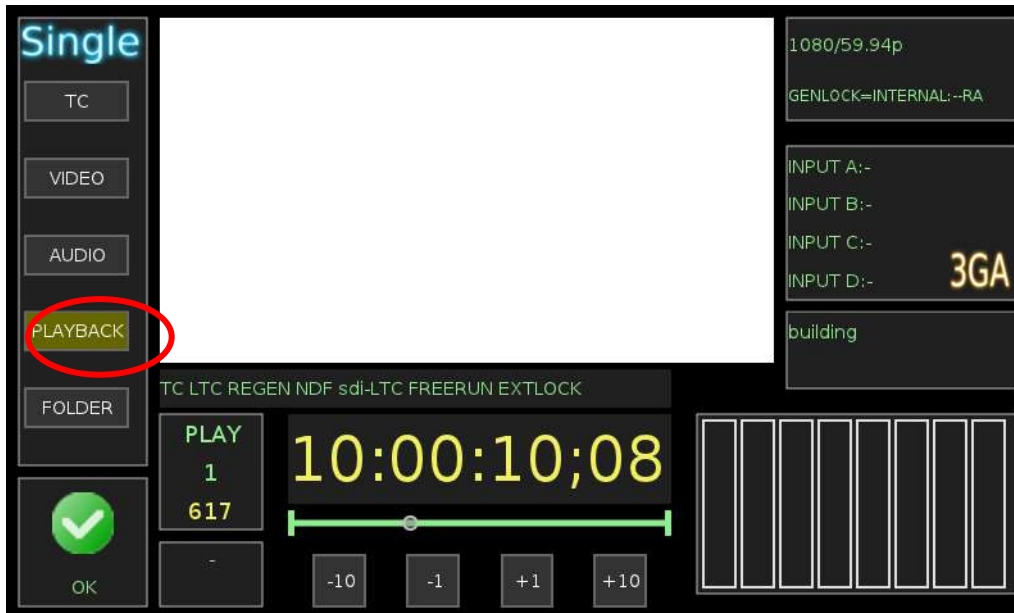 Single
TC
VIDEO
AUDIO
PLAYBACK
FOLDER
OK
TC LTC REGEN NDF sdi-LTC FREERUN EXTLOCK
PLAY
1
617
-
10:00:10;08
-10
-1
+1
+10
1080/59.94p
GENLOCK=INTERNAL:--RA
INPUT A:-
INPUT B:-
INPUT C:-
INPUT D:-
3GA
building